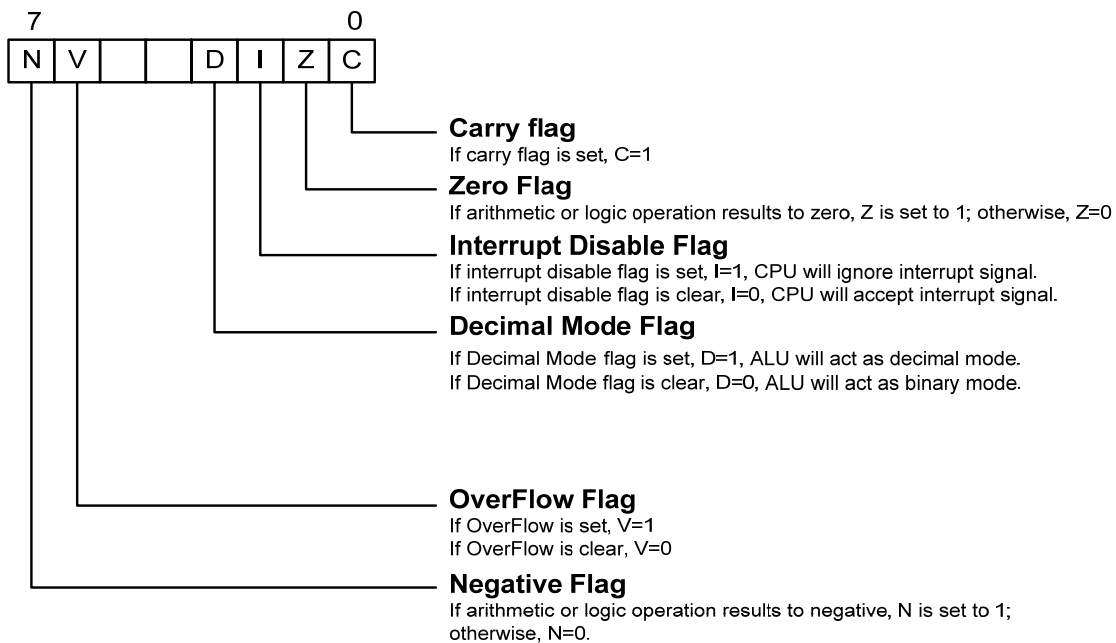 7 0
N V D I Z C
Carry flag
If carry flag is set, C=1
Zero Flag
If arithmetic or logic operation results to zero, Z is set to 1; otherwise, Z=0
Interrupt Disable Flag
If interrupt disable flag is set, I=1, CPU will ignore interrupt signal.
If interrupt disable flag is clear, I=0, CPU will accept interrupt signal.
Decimal Mode Flag
If Decimal Mode flag is set, D=1, ALU will act as decimal mode.
If Decimal Mode flag is clear, D=0, ALU will act as binary mode.
OverFlow Flag
If OverFlow is set, V=1
If OverFlow is clear, V=0
Negative Flag
If arithmetic or logic operation results to negative, N is set to 1;
otherwise, N=0.